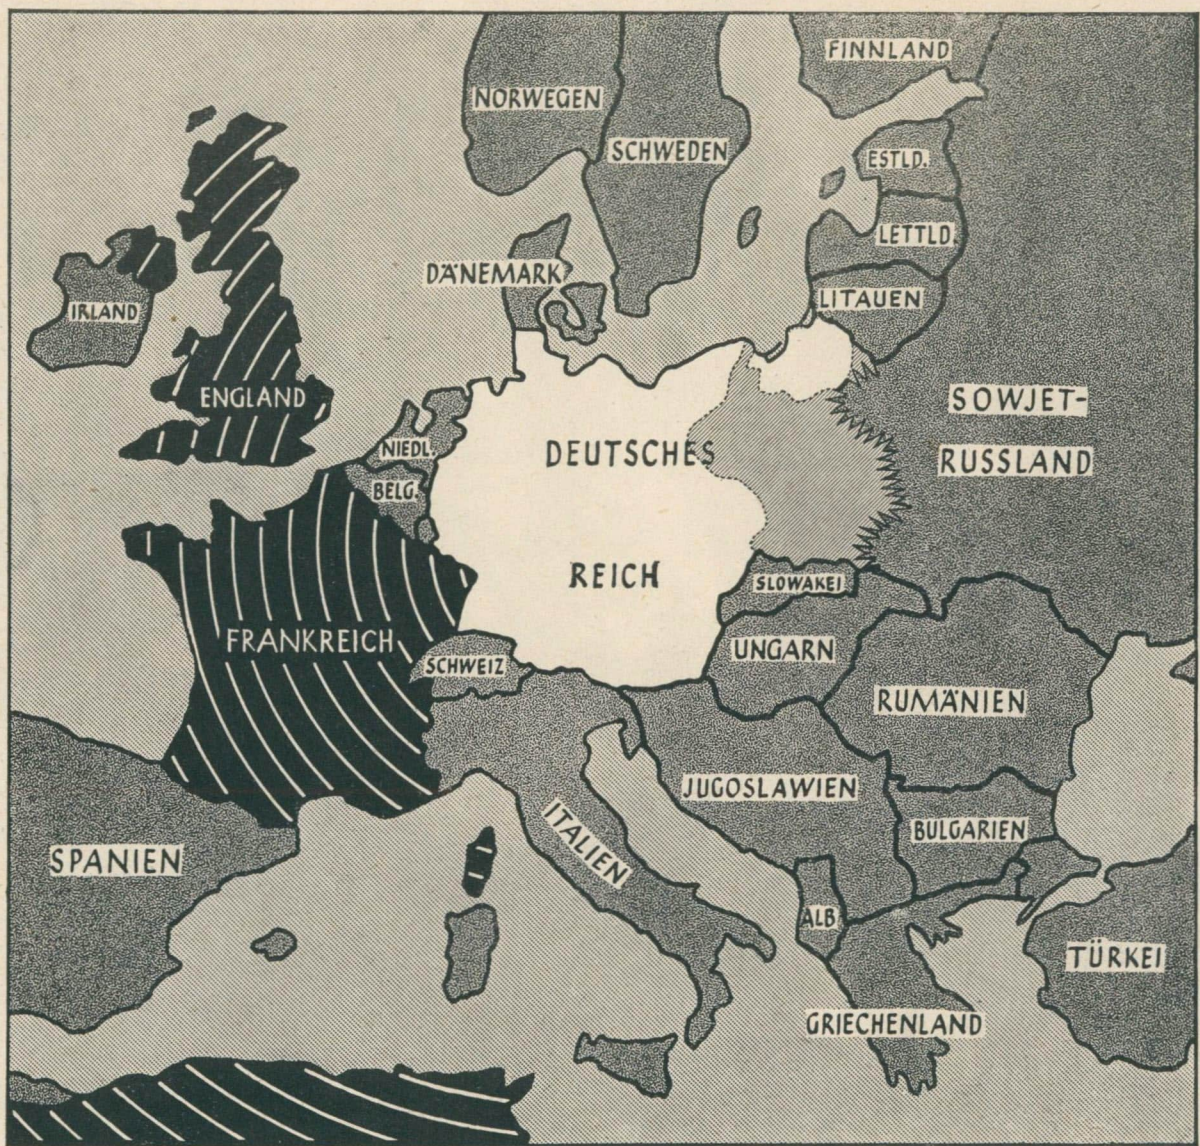 FINNLAND
NORWEGEN
SCHWEDEN
ESTLD.
LETTLD.
DÄNEMARK
LITAUEN
IRLAND
ENGLAND
SOWJET-
RUSSLAND
NIEDL.
BELG.
DEUTSCHES
REICH
SLOWAKEI
FRANKREICH
SCHWEIZ
UNGARN
RUMÄNIEN
JUGOSLAWIEN
ITALIEN
BULGARIEN
SPANIEN
ALB
TÜRKEI
GRIECHENLAND